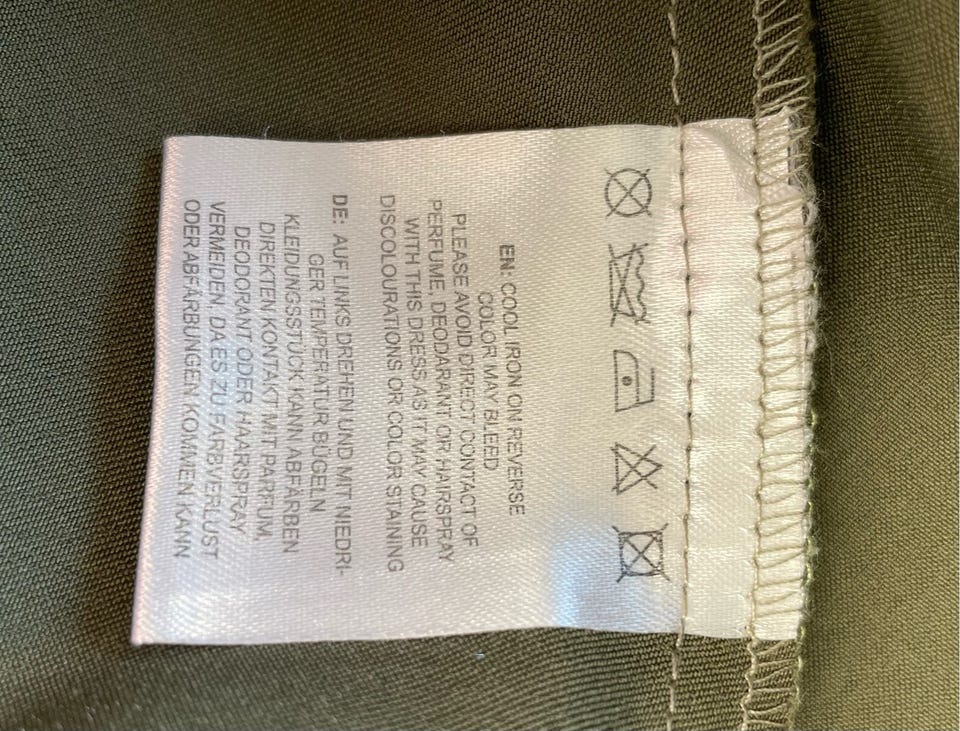 EN: COOL IRON ON REVERSE
COLOR MAY BLEED
PLEASE AVOID DIRECT CONTACT OF
PERFUME, DEODARANT OR HAIRSPRAY
WITH THIS DRESS AS IT MAY CAUSE
DISCOLOURATIONS OR COLOR STAINING
DE: AUF LINKS DREHEN UND MIT NIEDRI-
GER TEMPERATUR BÜGELN
KLEIDUNGSSTÜCK KANN ABFÄRBEN
DIREKTEN KONTAKT MIT PARFUM,
DEODORANT ODER HAARSPRAY
VERMEIDEN, DA ES ZU FARBVERLUST
ODER ABFÄRBUNGEN KOMMEN KANN